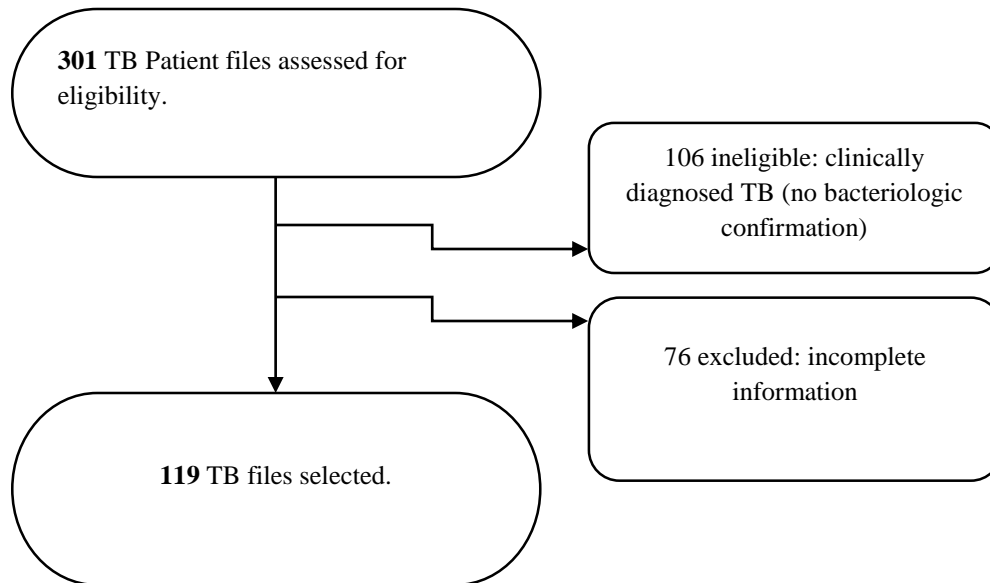 301 TB Patient files assessed for
eligibility.
106 ineligible: clinically
diagnosed TB (no bacteriologic
confirmation)
76 excluded: incomplete
information
119 TB files selected.